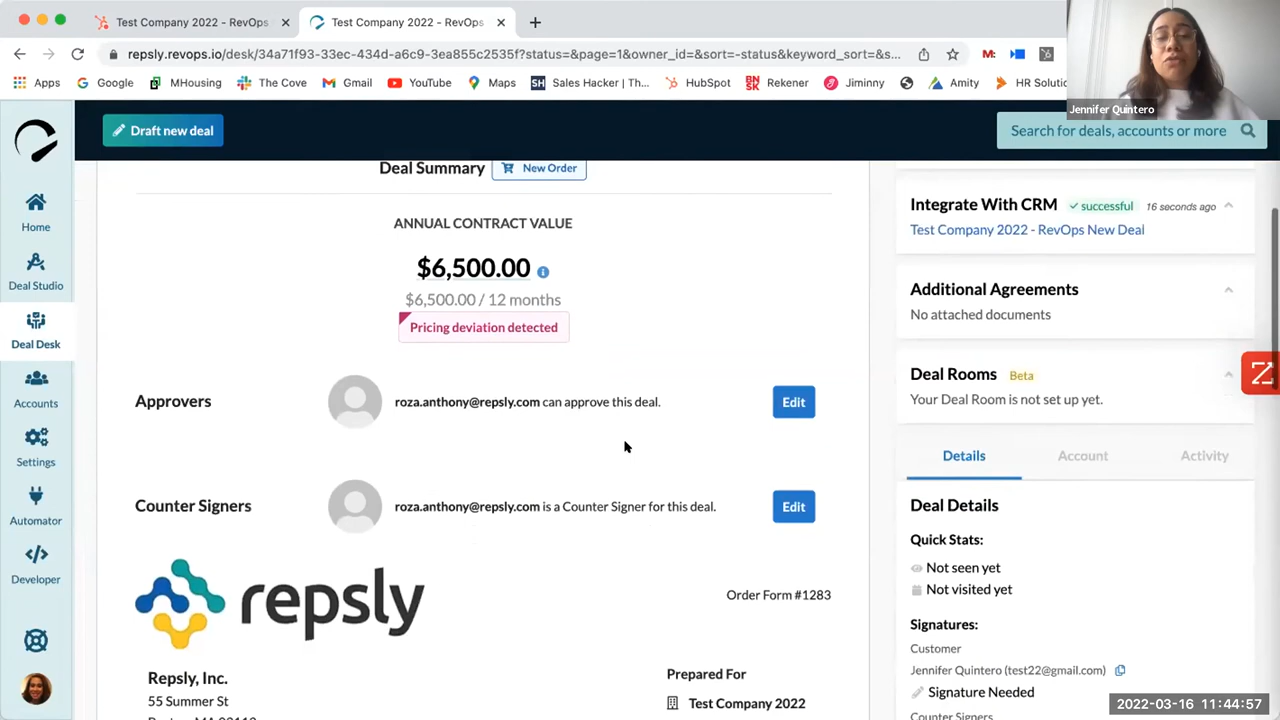 Test Company 2022 - RevOps
Test Company 2022 - RevOps
repsly.revops.io/desk/34a71f93-33ec-434d-a6c9-3ea855c2535f?status=&page=1&owner_id=&sort=-status&keyword_sort=&s...
Apps
Google
MHousing
The Cove
Gmail
YouTube
Maps
SH
Sales Hacker | Th...
HubSpot
Rekener
Jiminny
Amity
HR Soluti
Jennifer Quintero
Draft new deal
Search for deals, accounts or more
Home
Deal Studio
Deal Desk
Accounts
Settings
Automator
Developer
Deal Summary
New Order
ANNUAL CONTRACT VALUE
$6,500.00
$6,500.00 / 12 months
Pricing deviation detected
Approvers
roza.anthony@repsly.com can approve this deal.
Edit
Counter Signers
roza.anthony@repsly.com is a Counter Signer for this deal.
Edit
repsly
Order Form #1283
Repsly, Inc.
55 Summer St
Prepared For
Test Company 2022
Integrate With CRM
successful
16 seconds ago
Test Company 2022 - RevOps New Deal
Additional Agreements
No attached documents
Deal Rooms
Beta
Your Deal Room is not set up yet.
Details
Account
Activity
Deal Details
Quick Stats:
Not seen yet
Not visited yet
Signatures:
Customer
Jennifer Quintero (test22@gmail.com)
Signature Needed
Counter Signers
2022-03-16 11:44:57